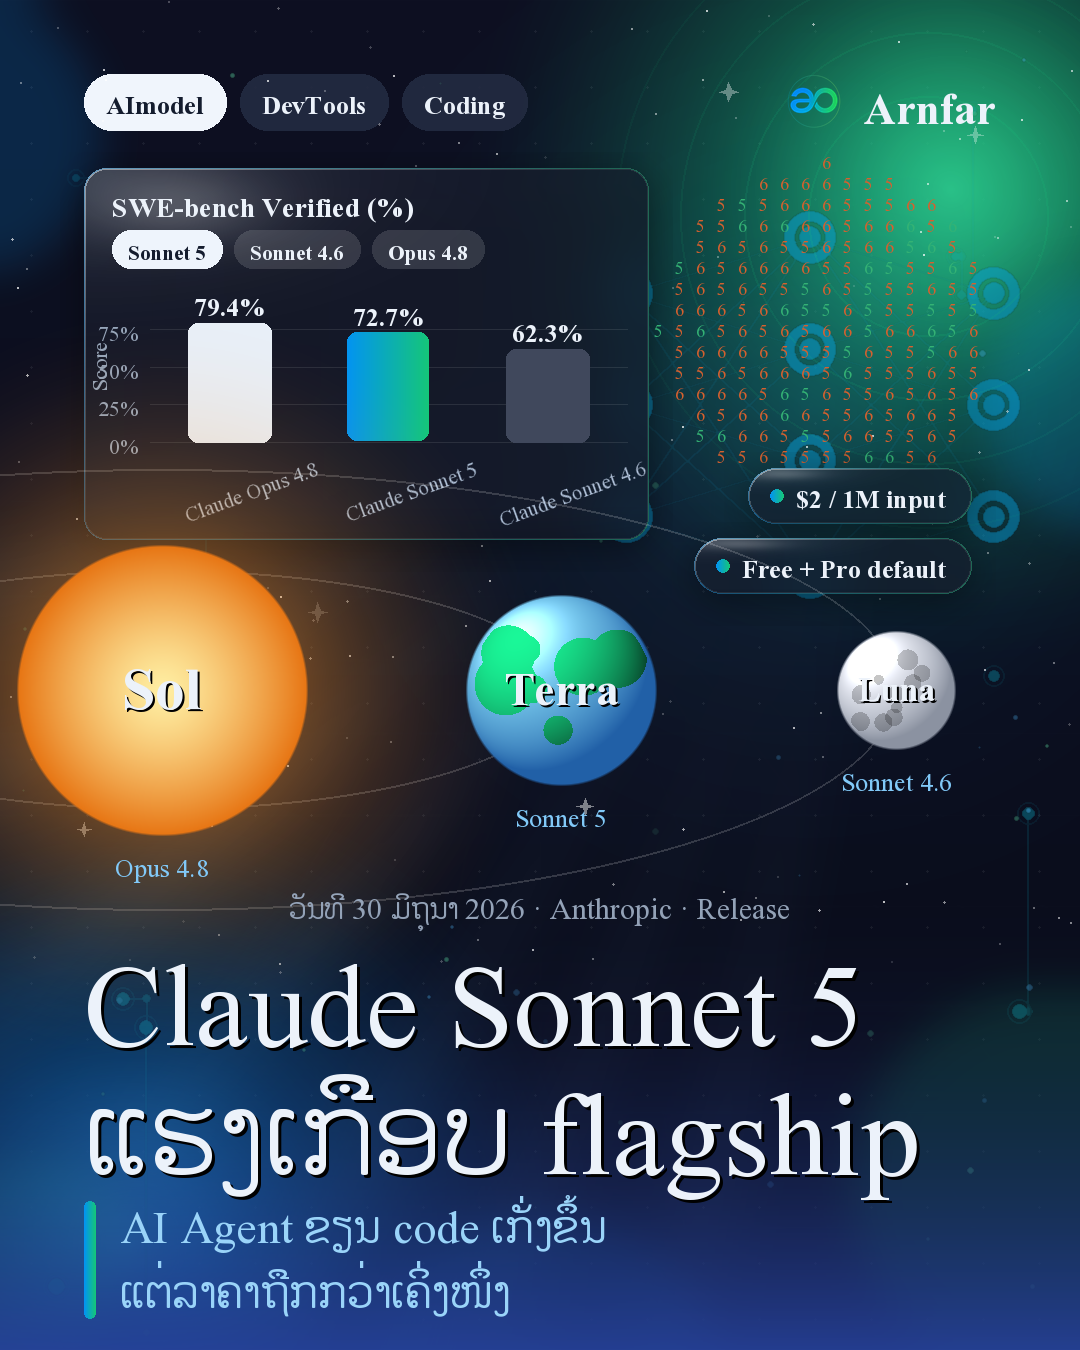 AImodel DevTools Coding
Arnfar
SWE-bench Verified (%)
Sonnet 5 Sonnet 4.6 Opus 4.8
79.4%
72.7%
62.3%
75%
25%
0%
Score
Claude Opus 4.8
Claude Sonnet 5
Claude Sonnet 4.6
$2 / 1M input
Free + Pro default
Sol
Terra
Luna
Opus 4.8
Sonnet 5
Sonnet 4.6
ວັນທີ 30 ມິຖຸນາ 2026 · Anthropic · Release
Claude Sonnet 5
ແຮງເກືອບ flagship
AI Agent ຂຽນ code ເກັ່ງຂຶ້ນ
ແຕ່ລາຄາຖືກກວ່າເຄິ່ງໜຶ່ງ